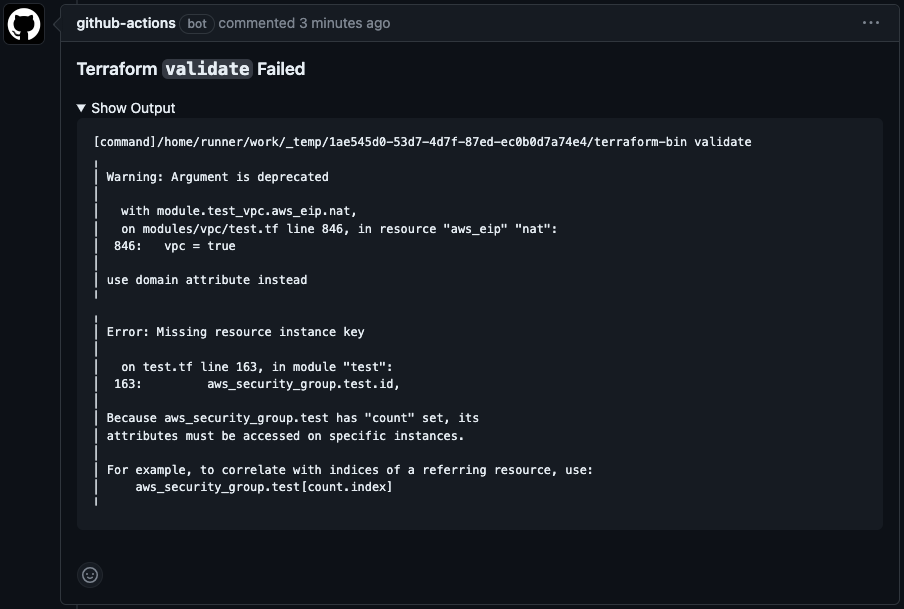 github-actions bot commented 3 minutes ago ...
Terraform validate Failed
▼ Show Output
[command]/home/runner/work/_temp/1ae545d0-53d7-4d7f-87ed-ec0b0d7a74e4/terraform-bin validate
Warning: Argument is deprecated
with module.test_vpc.aws_eip.nat,
on modules/vpc/test.tf line 846, in resource "aws_eip" "nat":
846: vpc = true
use domain attribute instead
Error: Missing resource instance key
on test.tf line 163, in module "test":
163: aws_security_group.test.id,
Because aws_security_group.test has "count" set, its
attributes must be accessed on specific instances.
For example, to correlate with indices of a referring resource, use:
aws_security_group.test[count.index]